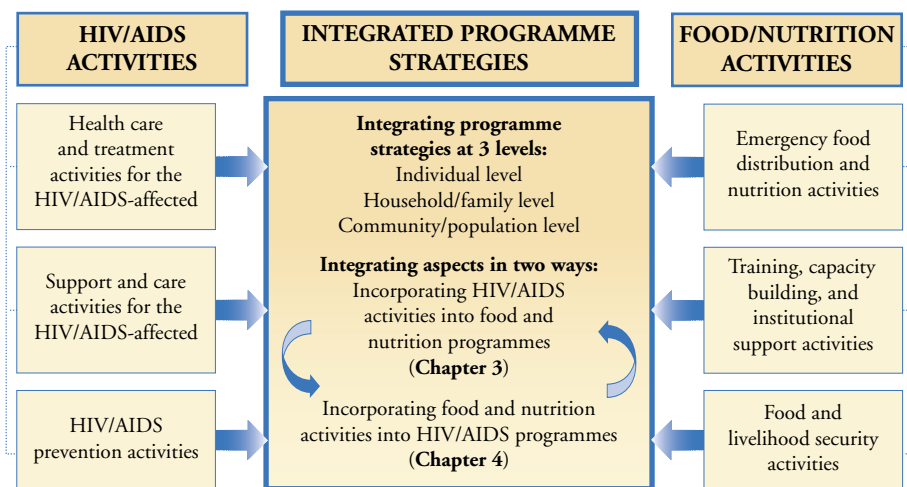 HIV/AIDS
ACTIVITIES
Health care
and treatment
activities for the
HIV/AIDS-affected
Support and care
activities for the
HIV/AIDS-affected
HIV/AIDS
prevention activities
INTEGRATED PROGRAMME
STRATEGIES
Integrating programme
strategies at 3 levels:
Individual level
Household/family level
Community/population level
Integrating aspects in two ways:
Incorporating HIV/AIDS
activities into food and
nutrition programmes
(Chapter 3)
Incorporating food and nutrition
activities into HIV/AIDS programmes
(Chapter 4)
FOOD/NUTRITION
ACTIVITIES
Emergency food
distribution and
nutrition activities
Training, capacity
building, and
institutional
support activities
Food and
livelihood security
activities